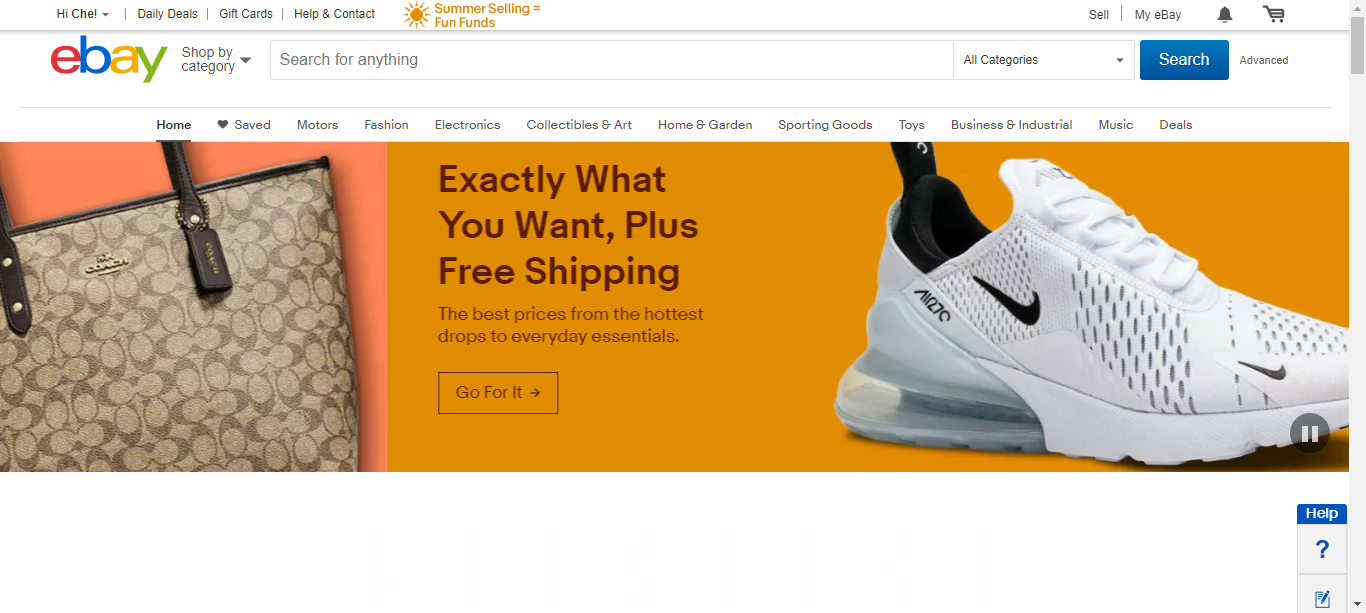 Hi Che!
Daily Deals
Gift Cards
Help & Contact
Summer Selling =
Fun Funds
Sell
My eBay
ebay
Shop by
category
Search for anything
All Categories
Search
Advanced
Home
Saved
Motors
Fashion
Electronics
Collectibles & Art
Home & Garden
Sporting Goods
Toys
Business & Industrial
Music
Deals
COACH
COACH
Exactly What
You Want, Plus
Free Shipping
The best prices from the hottest
drops to everyday essentials.
Go For It →
AIR27C
Help
?